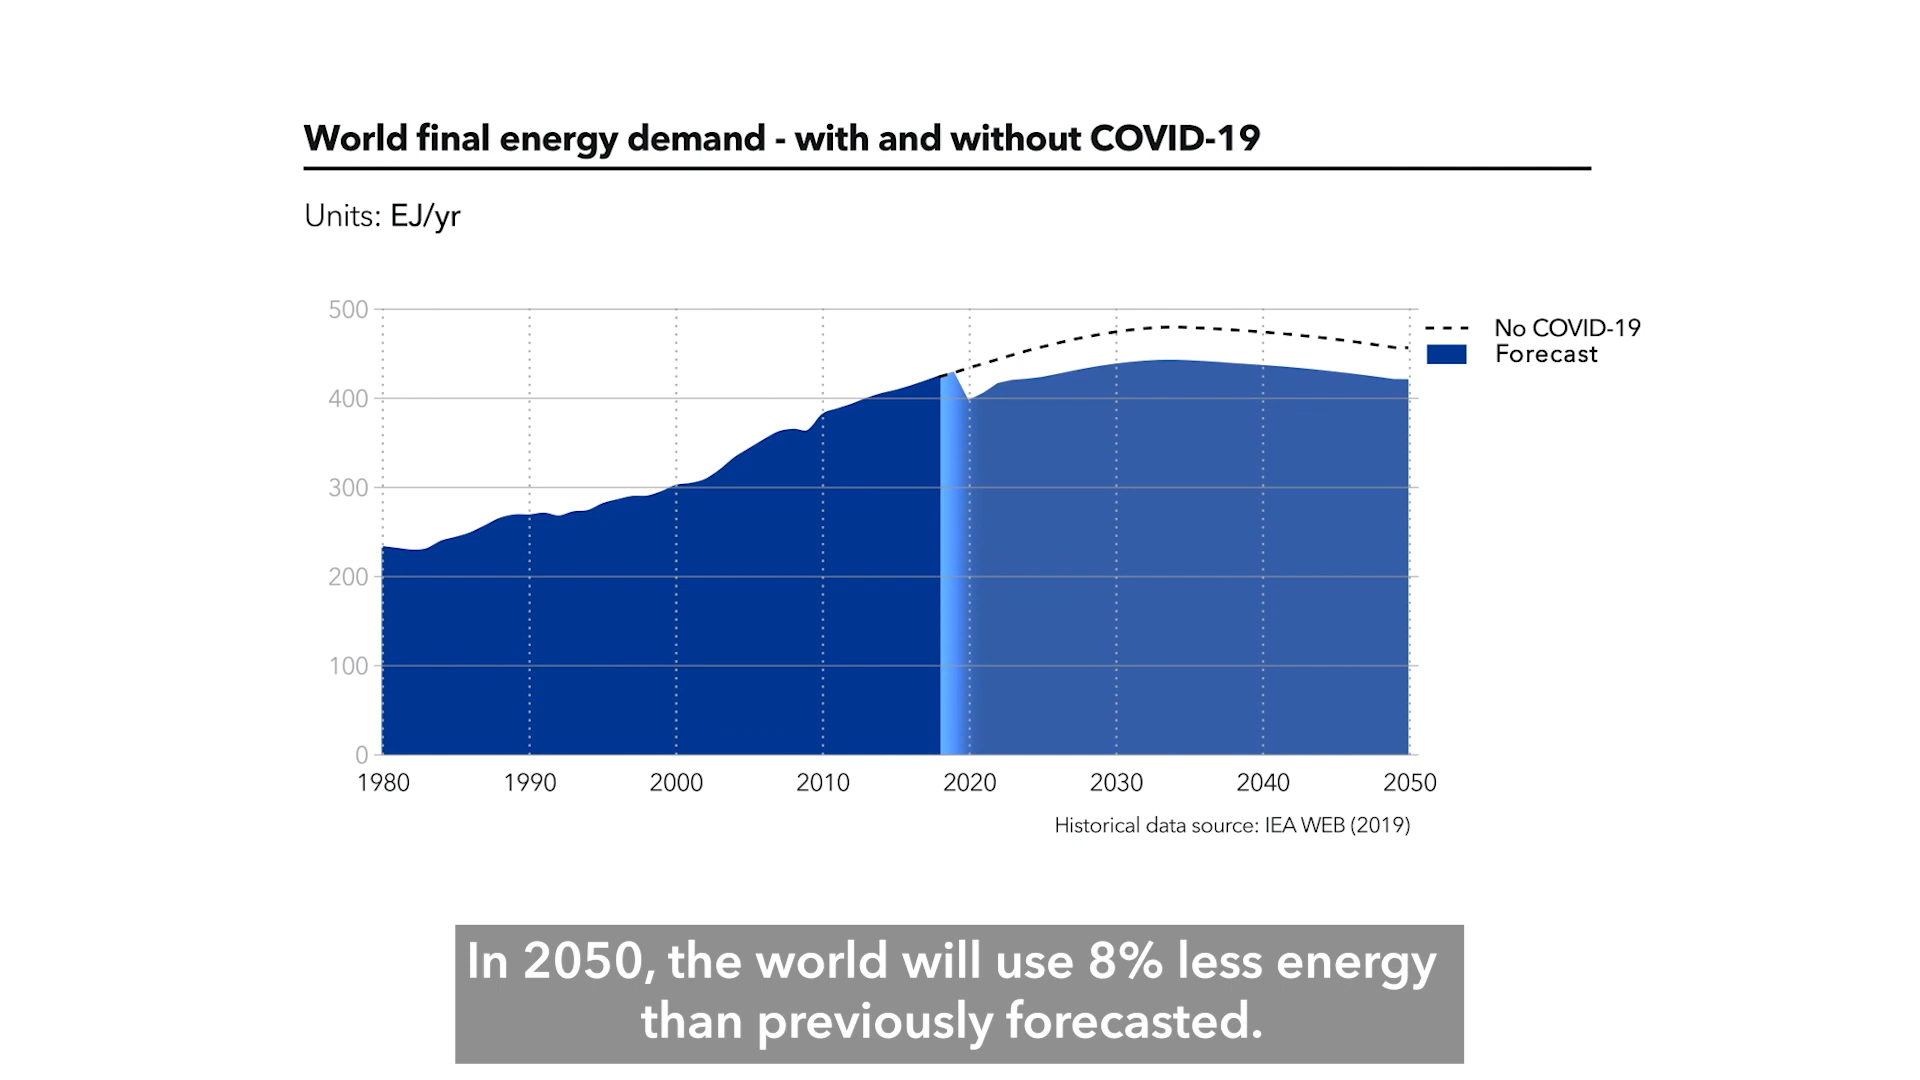 World final energy demand - with and without COVID-19
Units: EJ/yr
500
400
300
200
100
0
No COVID-19
Forecast
1980 1990 2000 2010 2020 2030 2040 2050
Historical data source: IEA WEB (2019)
In 2050, the world will use 8% less energy
than previously forecasted.